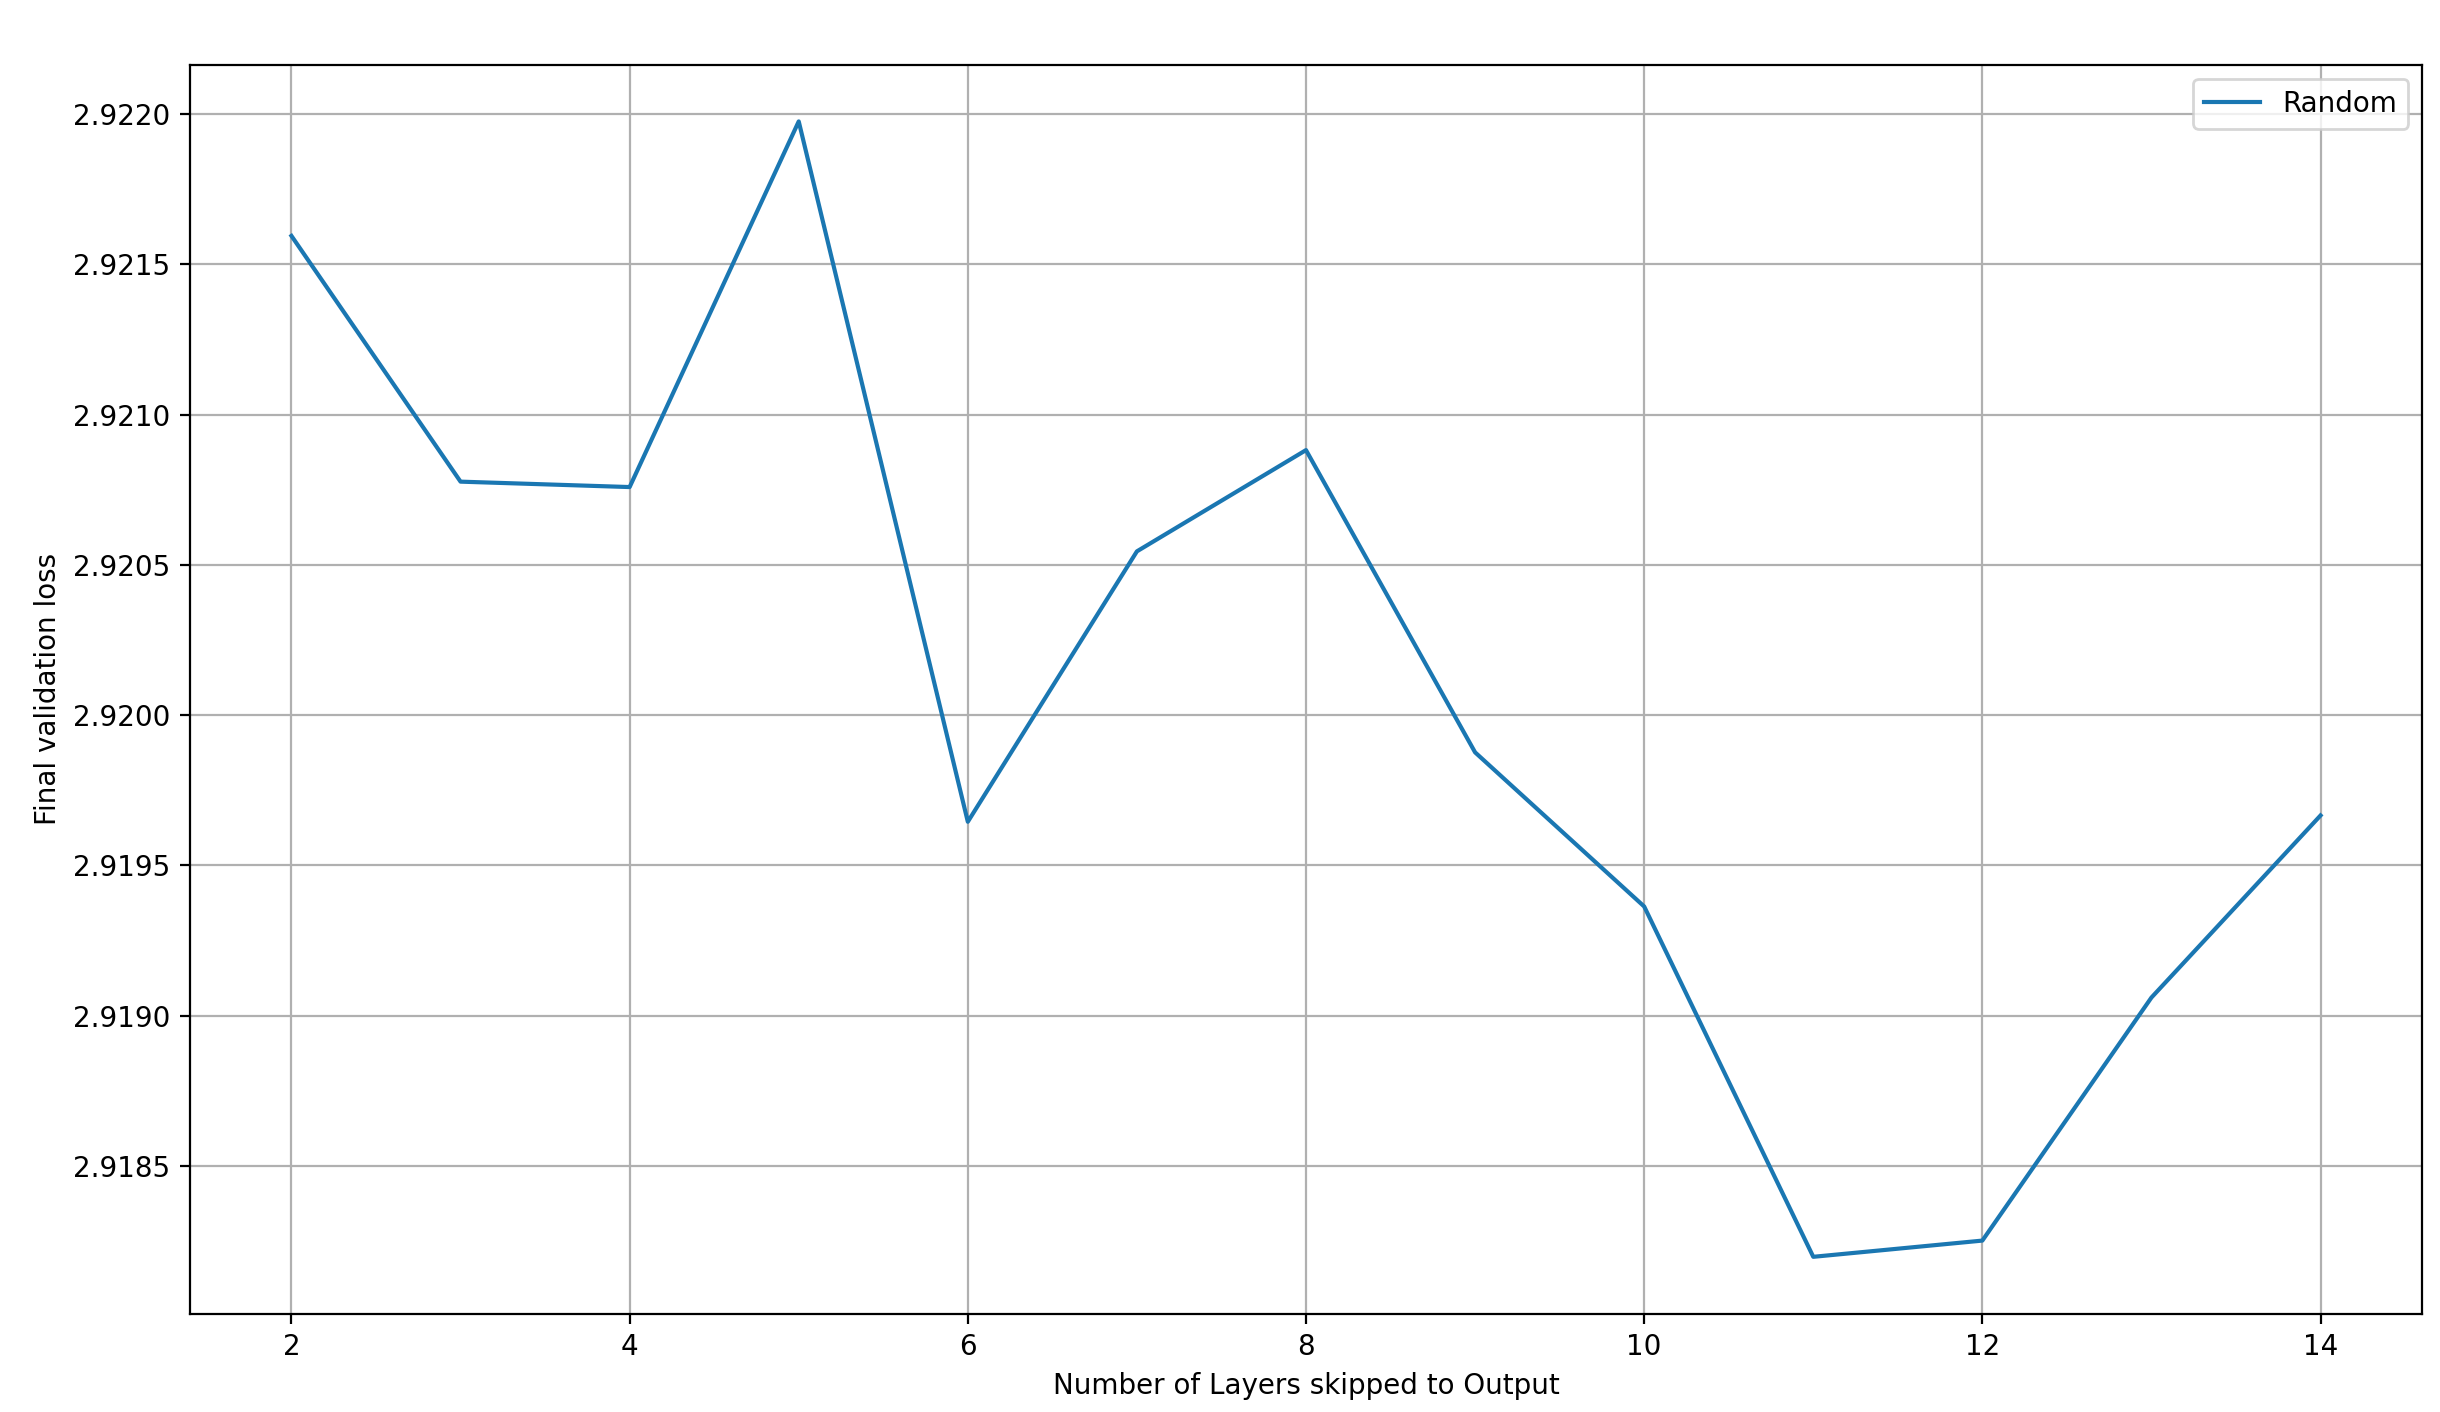 Random
2.9220
2.9215
2.9210
2.9205
2.9200
2.9195
2.9190
2.9185
Final validation loss
2 4 6 8 10 12 14
Number of Layers skipped to Output